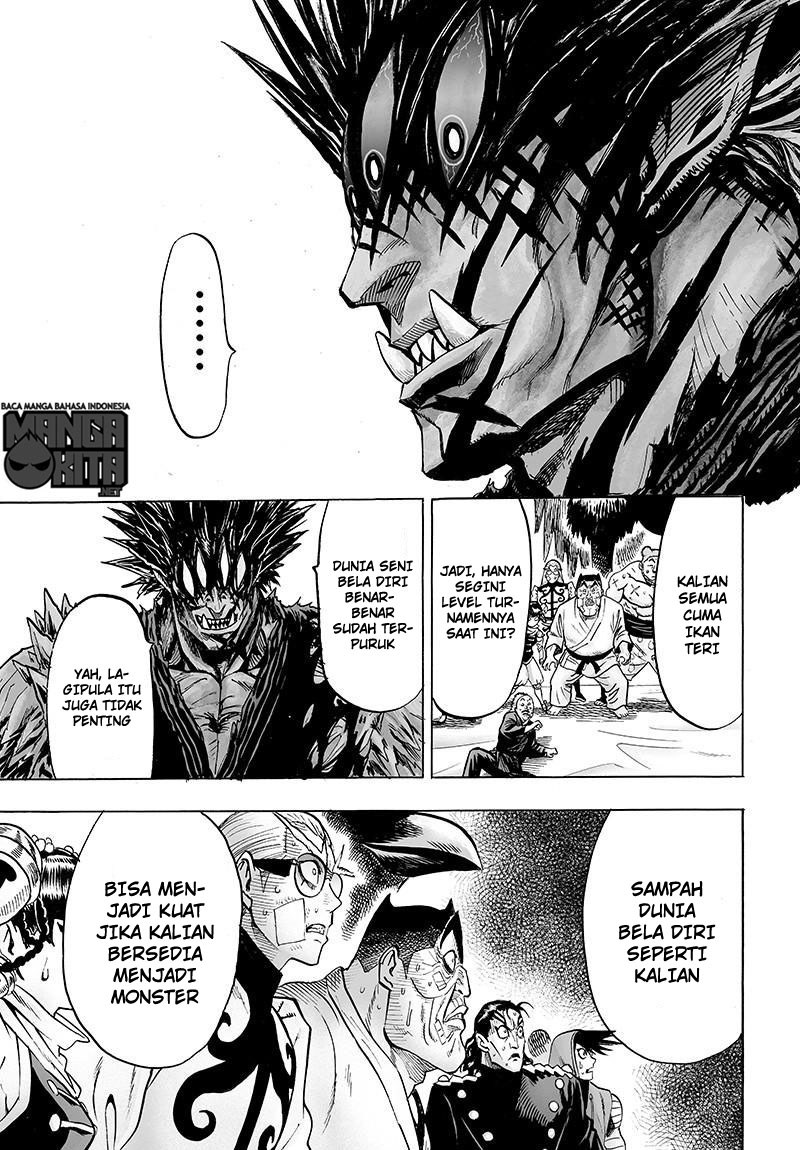 ......
BACA MANGA BAHASA INDONESIA
MANGA
KITA
.NET
KALIAN
SEMUA
CUMA
IKAN
TERI
JADI, HANYA
SEGINI
LEVEL TUR-
NAMENNYA
SAAT INI?
DUNIA SENI
BELA DIRI
BENAR-
BENAR
SUDAH TER-
PURUK
YAH, LA-
GIPULA ITU
JUGA TIDAK
PENTING
SAMPAH
DUNIA
BELA DIRI
SEPERTI
KALIAN
BISA MEN-
JADI KUAT
JIKA KALIAN
BERSEDIA
MENJADI
MONSTER